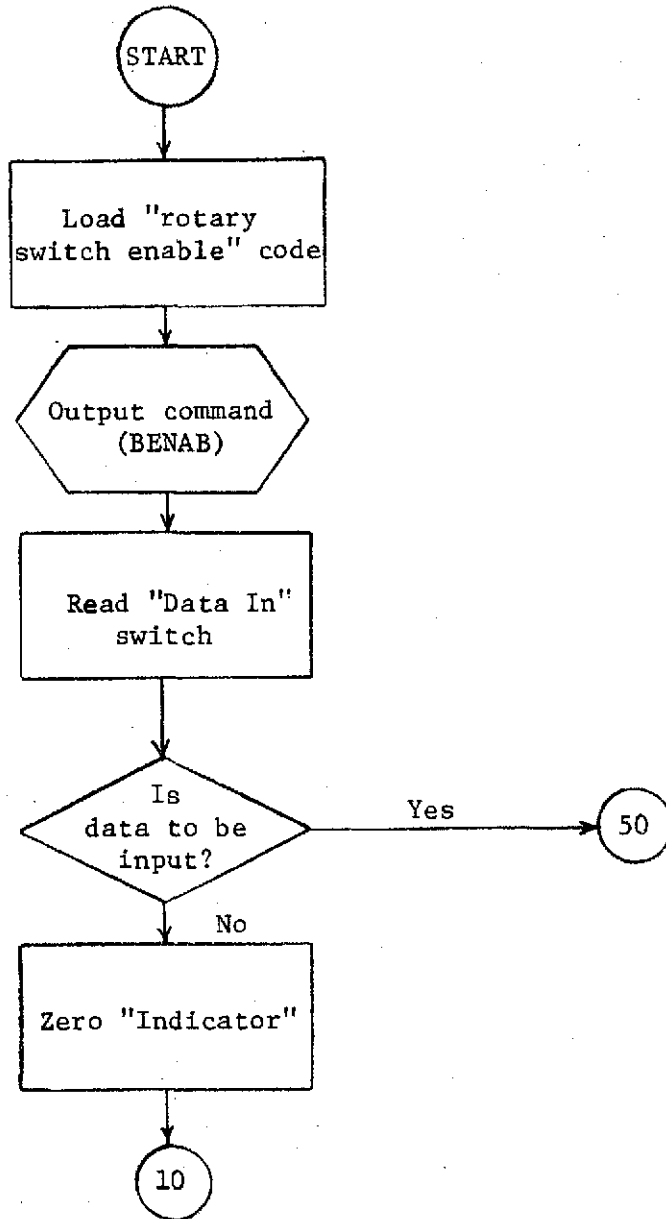 START
Load "rotary
switch enable" code
Output command
(BENAB)
Read "Data In"
switch
Is
data to be
input?
Yes
50
No
Zero "Indicator"
10